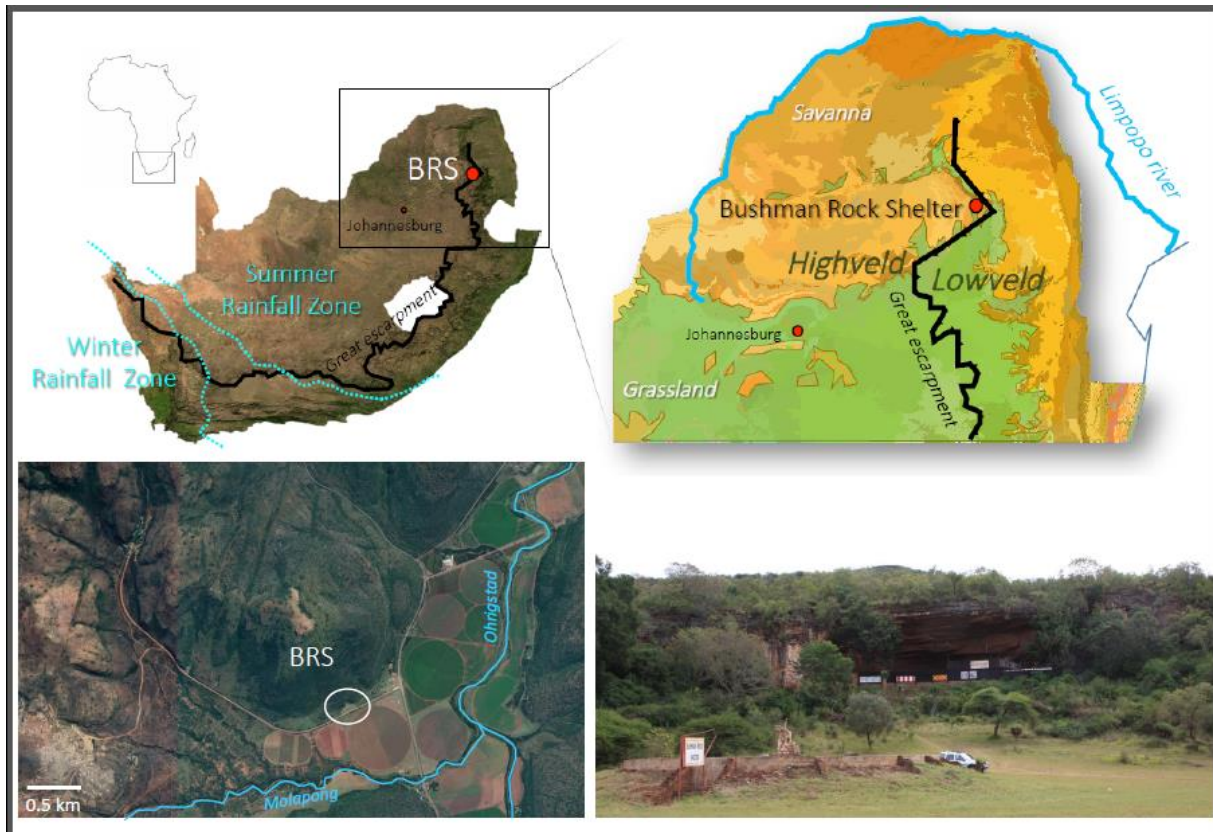 BRS
Johannesburg
Summer
Rainfall Zone
Great escarpment
Winter
Rainfall Zone
Savanna
Limpopo river
Bushman Rock Shelter
Highveld
Lowveld
Johannesburg
Great escarpment
Grassland
BRS
Ohrigstad
Molapong
0.5 km